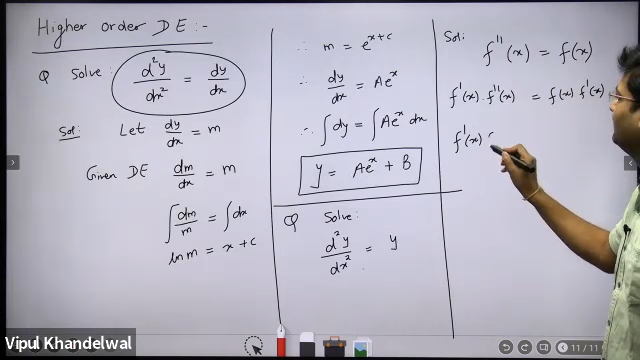 Higher order DE :-
Q Solve : d²y/dx² = dy/dx
Sol: Let dy/dx = m
Given DE dm/dx = m
∫ dm/m = ∫ dx
ln m = x + c
∴ m = e^(x+c)
∴ dy/dx = Ae^x
∴ ∫ dy = ∫ Ae^x dx
y = Ae^x + B
Q Solve :
d²y/dx² = y
Sol:
f''(x) = f(x)
f'(x) . f''(x) = f(x) f'(x)
f'(x)
Vipul Khandelwal
11 / 11